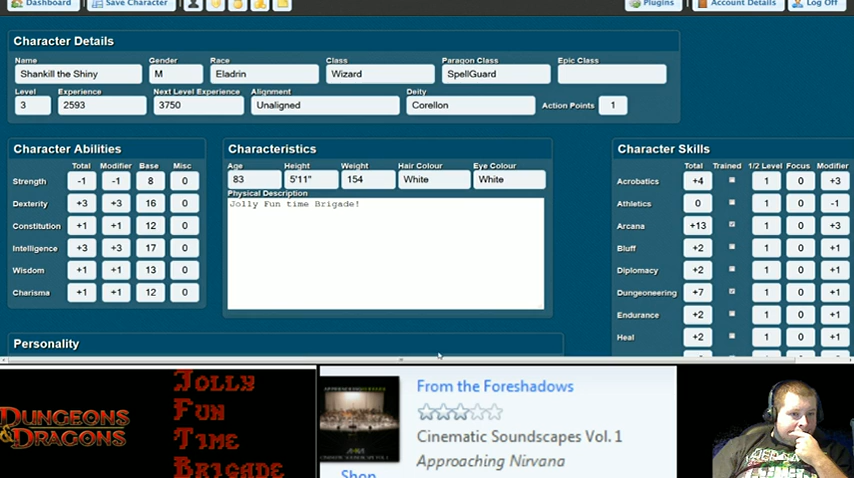 Dashboard
Save Character
Plugins
Account Details
Log Off
Character Details
Name Gender Race Class Paragon Class Epic Class
Shankill the Shiny M Eladrin Wizard SpellGuard
Level Experience Next Level Experience Alignment Deity
3 2593 3750 Unaligned Corellon Action Points 1
Character Abilities
Total Modifier Base Misc
Strength -1 -1 8 0
Dexterity +3 +3 16 0
Constitution +1 +1 12 0
Intelligence +3 +3 17 0
Wisdom +1 +1 13 0
Charisma +1 +1 12 0
Characteristics
Age Height Weight Hair Colour Eye Colour
83 5'11" 154 White White
Physical Description
Jolly Fun time Brigade!
Character Skills
Total Trained 1/2 Level Focus Modifier
Acrobatics +4 1 0 +3
Athletics 0 1 0 -1
Arcana +13 1 0 +3
Bluff +2 1 0 +1
Diplomacy +2 1 0 +1
Dungeoneering +7 1 0 +1
Endurance +2 1 0 +1
Heal +2 1 0 +1
Personality
DUNGEONS
& DRAGONS
JOLLY
FUN
TIME
BRIGADE
From the Foreshadows
Cinematic Soundscapes Vol. 1
Approaching Nirvana
Shop